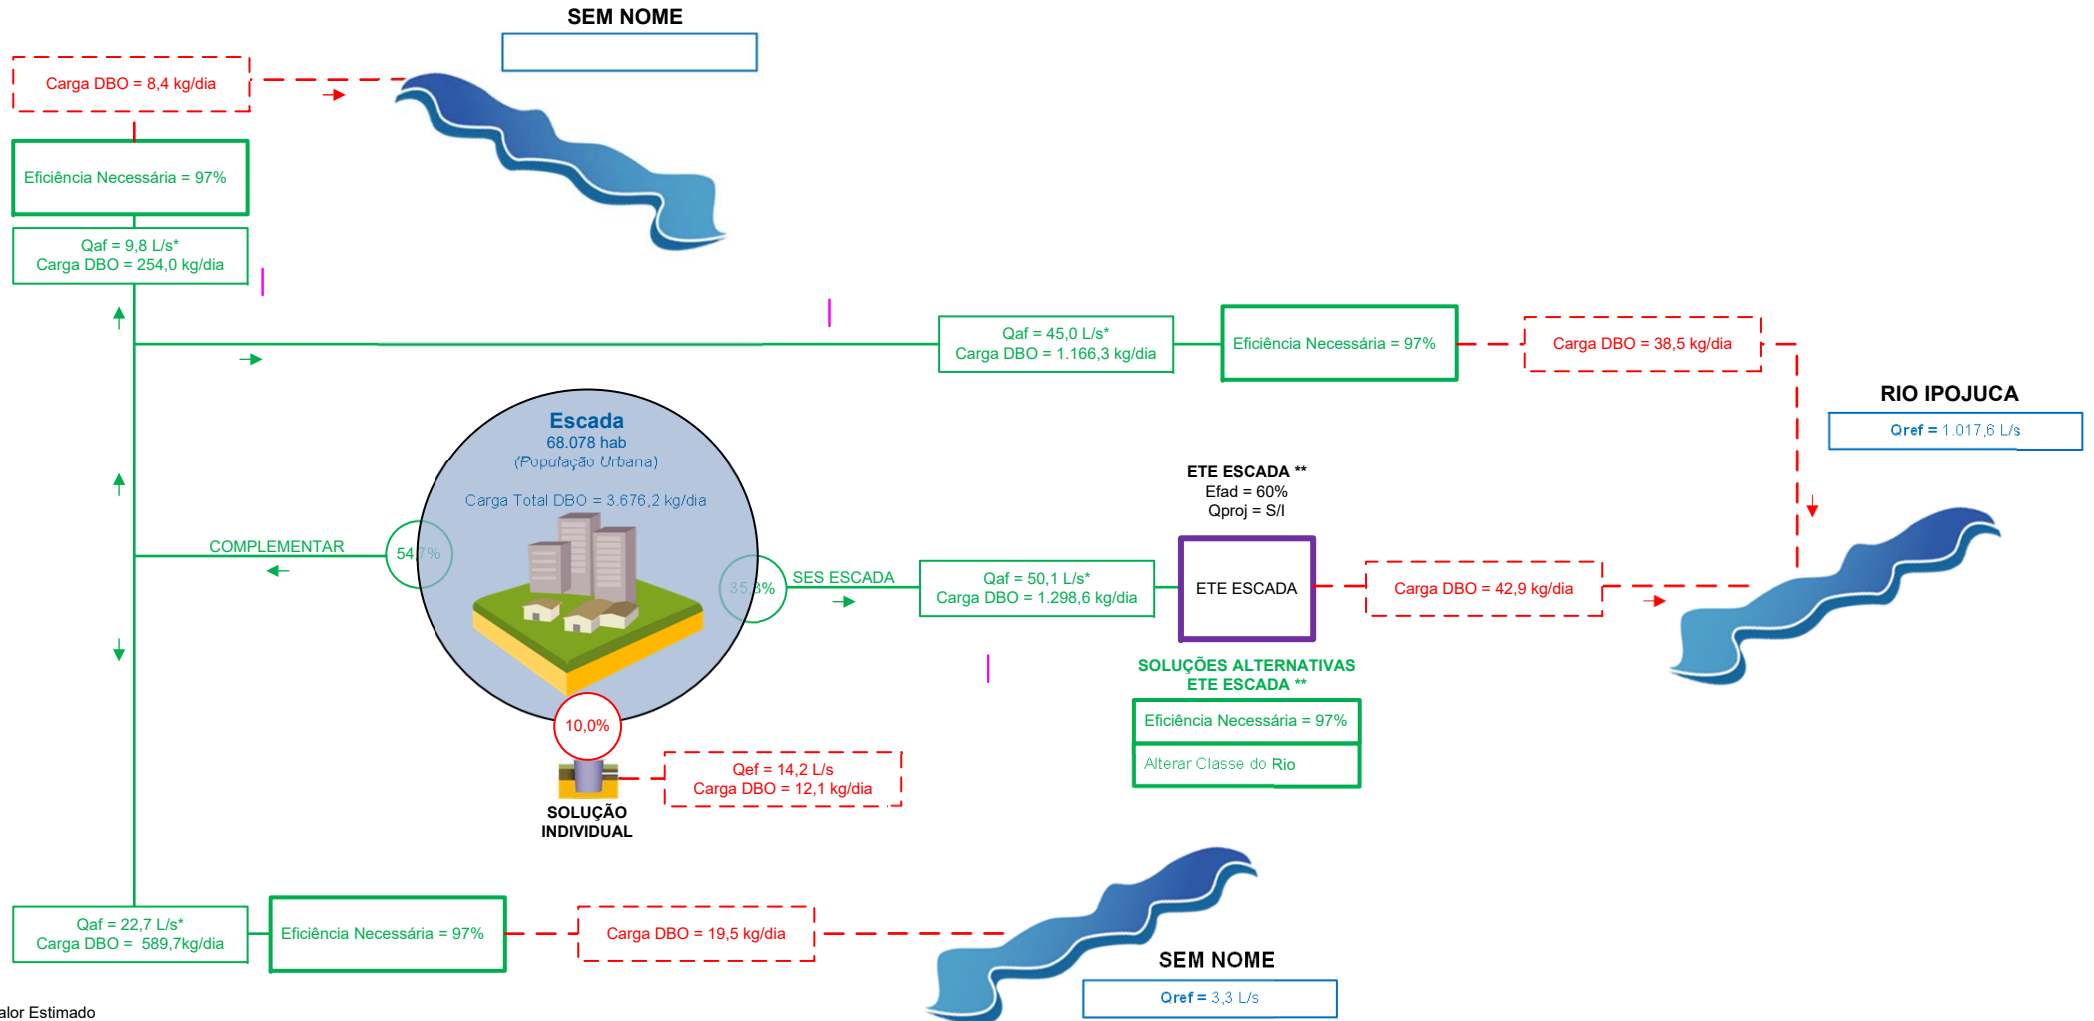 SEM NOME
Carga DBO = 8,4 kg/dia
Eficiência Necessária = 97%
Qaf = 9,8 L/s*
Carga DBO = 254,0 kg/dia
Qaf = 45,0 L/s*
Carga DBO = 1.166,3 kg/dia
Eficiência Necessária = 97%
Carga DBO = 38,5 kg/dia
RIO IPOJUCA
Qref = 1.017,6 L/s
Escada
68.078 hab
(População Urbana)
Carga Total DBO = 3.676,2 kg/dia
ETE ESCADA **
Efad = 60%
Qproj = S/I
COMPLEMENTAR
54,7%
35,3%
SES ESCADA
Qaf = 50,1 L/s*
Carga DBO = 1.298,6 kg/dia
ETE ESCADA
Carga DBO = 42,9 kg/dia
SOLUÇÕES ALTERNATIVAS
ETE ESCADA **
Eficiência Necessária = 97%
Alterar Classe do Rio
10,0%
Qef = 14,2 L/s
Carga DBO = 12,1 kg/dia
SOLUÇÃO
INDIVIDUAL
Qaf = 22,7 L/s*
Carga DBO =  589,7kg/dia
Eficiência Necessária = 97%
Carga DBO = 19,5 kg/dia
SEM NOME
Qref = 3,3 L/s
alor Estimado